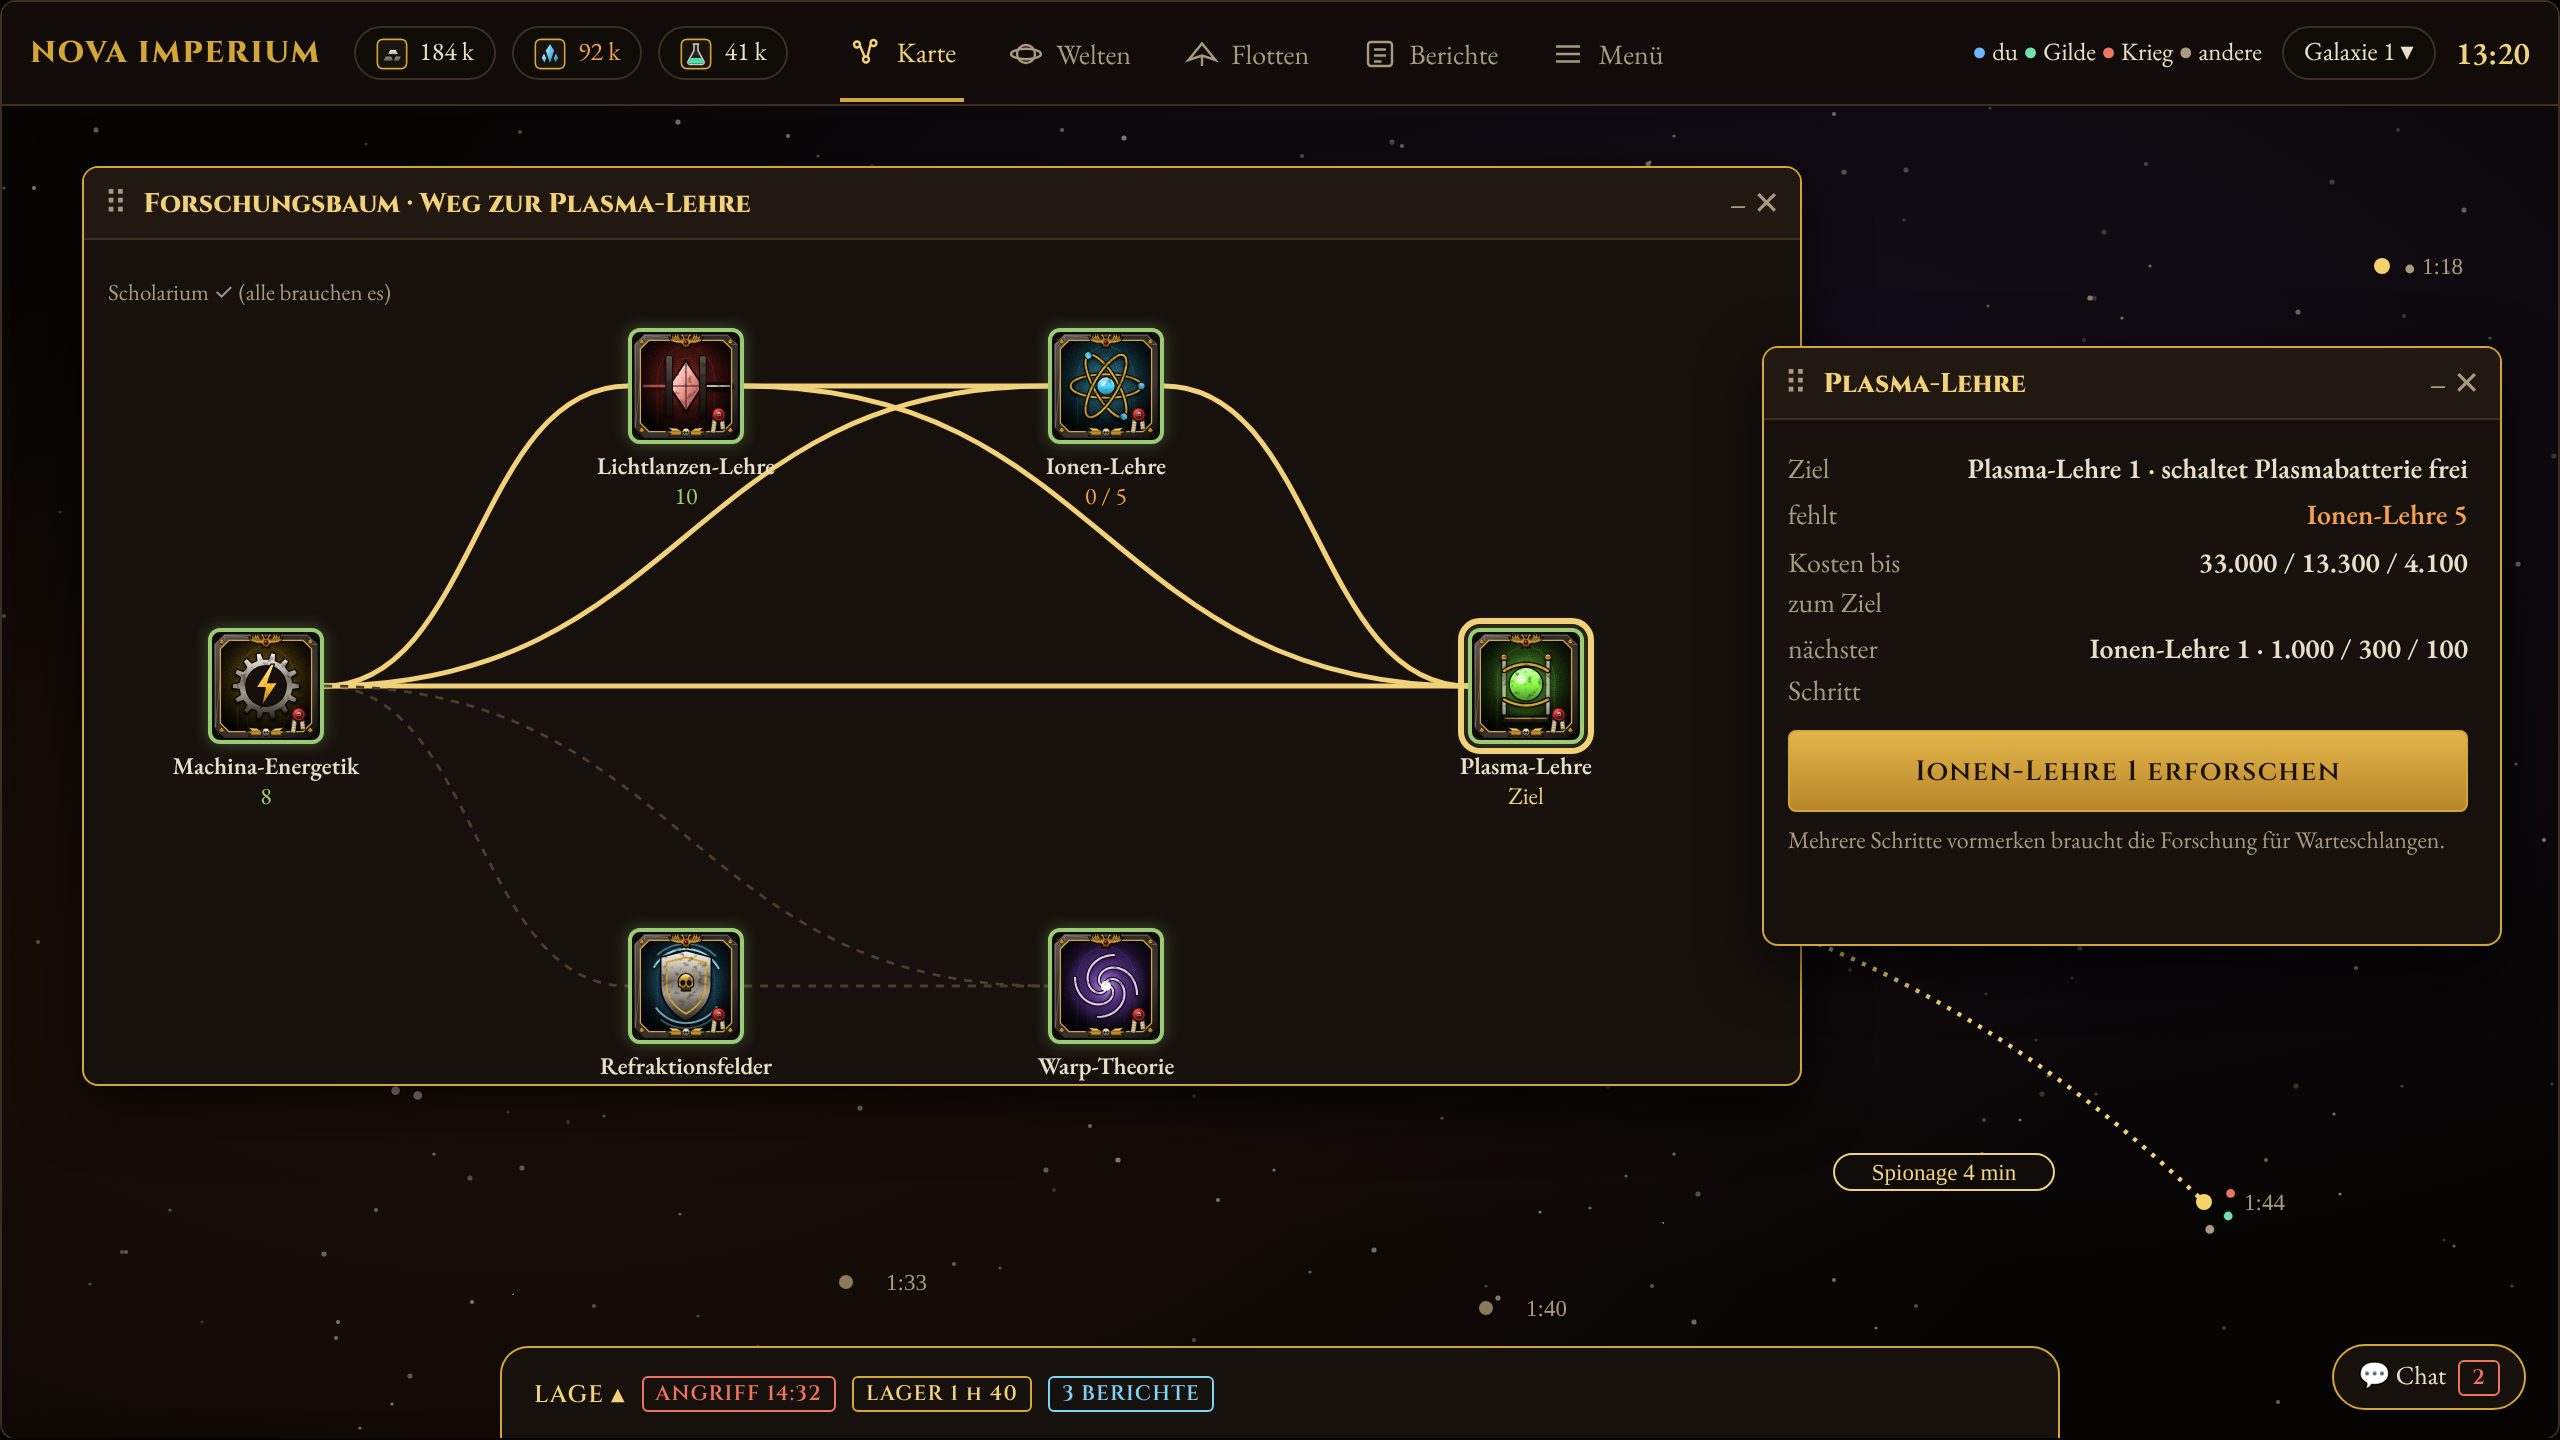 NOVA IMPERIUM
184 k
92 k
41 k
Karte
Welten
Flotten
Berichte
Menü
du
Gilde
Krieg
andere
Galaxie 1 ▾
13:20
Forschungsbaum · Weg zur Plasma-Lehre
– ✕
Scholarium ✓ (alle brauchen es)
Lichtlanzen-Lehre
10
Ionen-Lehre
0 / 5
Machina-Energetik
8
Plasma-Lehre
Ziel
Refraktionsfelder
Warp-Theorie
1:18
Plasma-Lehre
– ✕
Ziel Plasma-Lehre 1 · schaltet Plasmabatterie frei
fehlt Ionen-Lehre 5
Kosten bis 33.000 / 13.300 / 4.100
zum Ziel
nächster Ionen-Lehre 1 · 1.000 / 300 / 100
Schritt
Ionen-Lehre 1 erforschen
Mehrere Schritte vormerken braucht die Forschung für Warteschlangen.
Spionage 4 min
1:44
1:33
1:40
LAGE ▴
ANGRIFF 14:32
LAGER 1 H 40
3 BERICHTE
💬 Chat 2